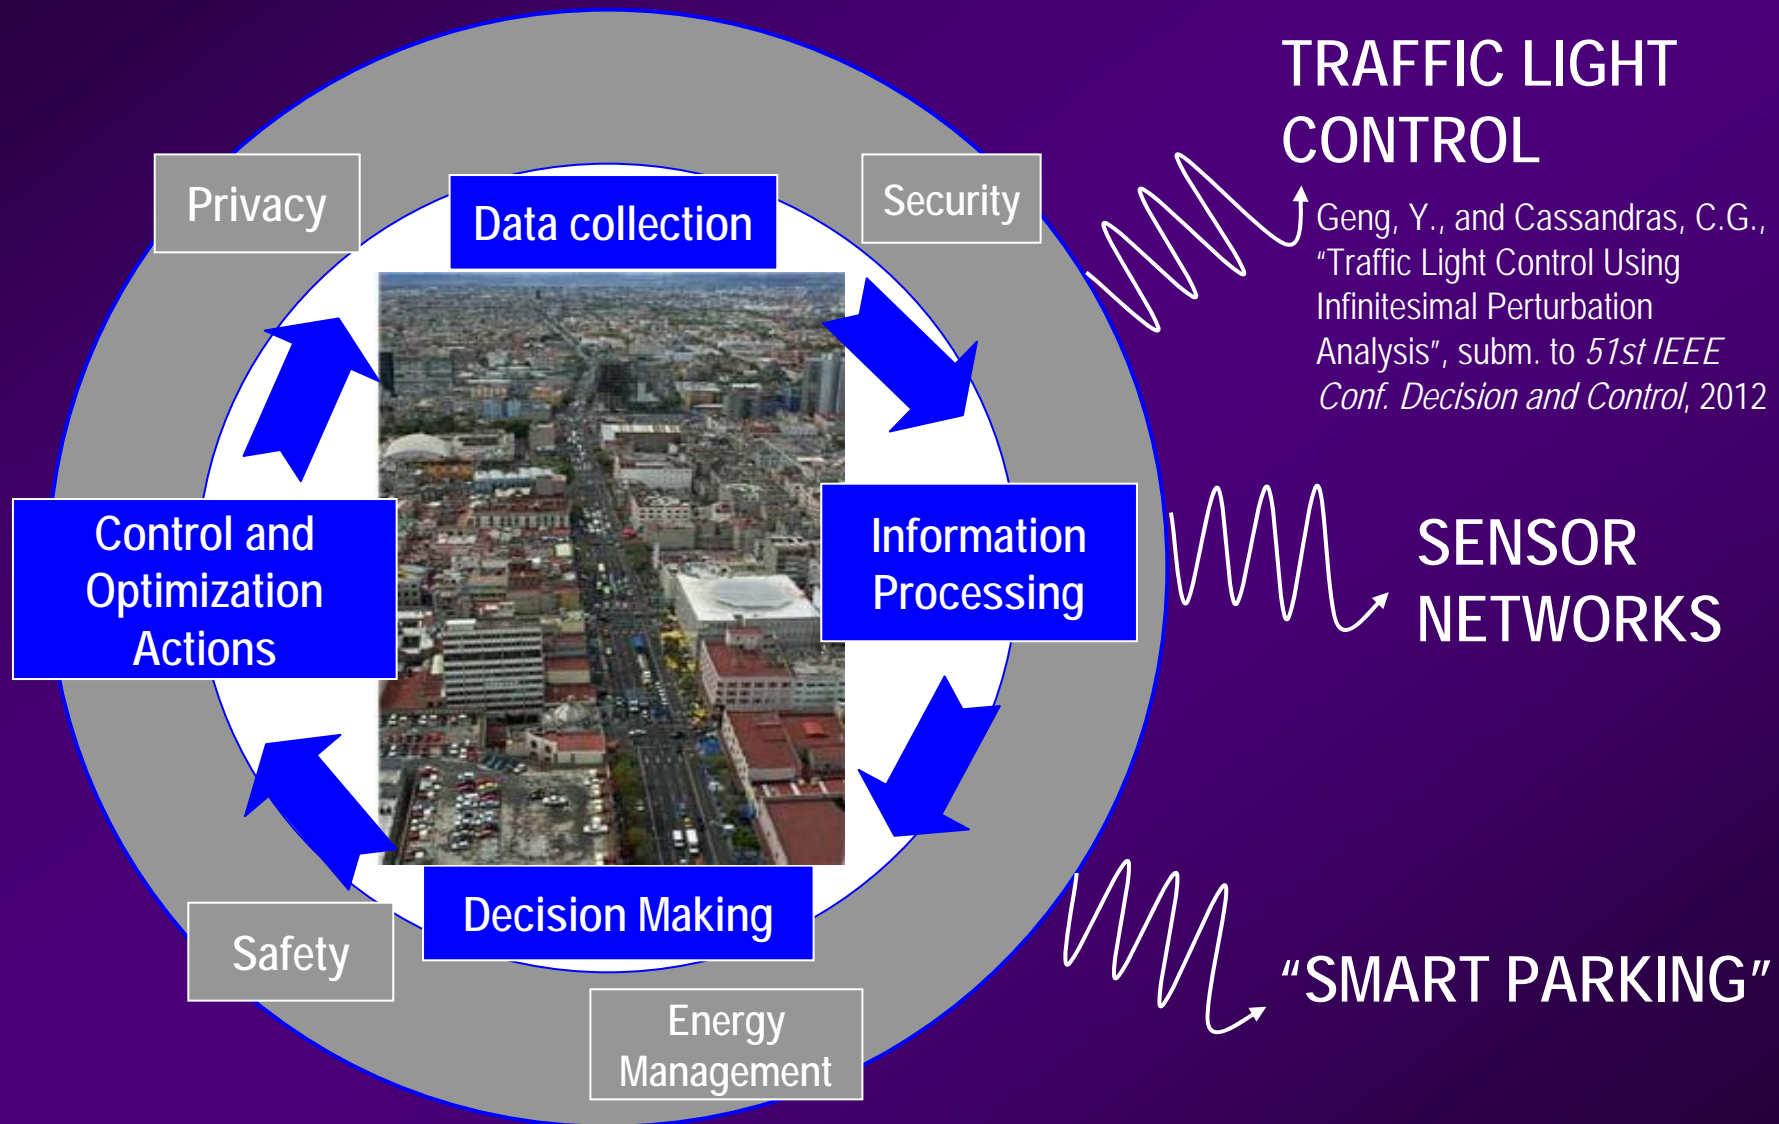 Privacy
Data collection
Security
Control and
Optimization
Actions
Information
Processing
Safety
Decision Making
Energy
Management
TRAFFIC LIGHT
CONTROL
Geng, Y., and Cassandras, C.G.,
“Traffic Light Control Using
Infinitesimal Perturbation
Analysis”, subm. to 51st IEEE
Conf. Decision and Control, 2012
SENSOR
NETWORKS
“SMART PARKING”